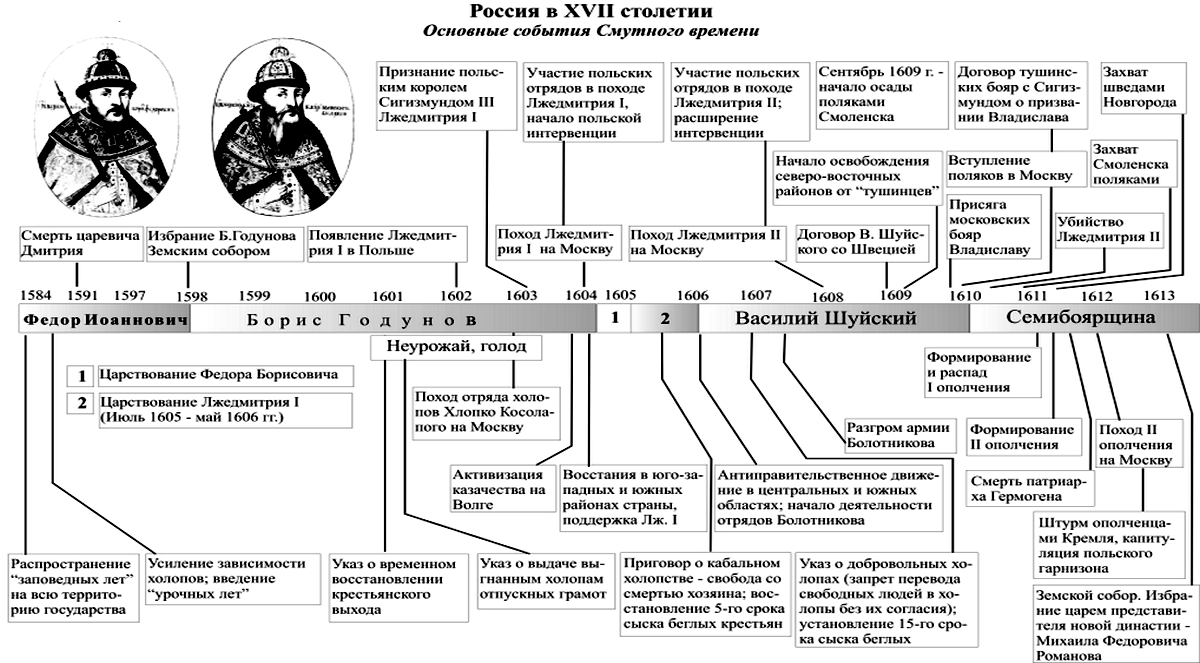 Россия в XVII столетии
Основные события Смутного времени
Признание поль-
ским королем
Сигизмундом III
Лжедмитрия I
Участие польских
отрядов в походе
Лжедмитрия I,
начало польской
интервенции
Участие польских
отрядов в походе
Лжедмитрия II;
расширение
интервенции
Сентябрь 1609 г. -
начало осады
поляками
Смоленска
Договор тушинс-
ких бояр с Сигиз-
мундом о призва-
нии Владислава
Захват
шведами
Новгорода
Начало освобождения
северо-восточных
районов от “тушинцев”
Вступление
поляков в Москву
Захват
Смоленска
поляками
Смерть царевича
Дмитрия
Избрание Б.Годунова
Земским собором
Появление Лжедмит-
рия I в Польше
Поход Лжедмит-
рия I на Москву
Поход Лжедмитрия II
на Москву
Договор В. Шуйс-
кого со Швецией
Присяга
московских
бояр
Владиславу
Убийство
Лжедмитрия II
1584 1591 1597 1598 1599 1600 1601 1602 1603 1604 1605 1606 1607 1608 1609 1610 1611 1612 1613
Федор Иоаннович Борис Годунов 1 2 Василий Шуйский Семибоярщина
Неурожай, голод
1 Царствование Федора Борисовича
2 Царствование Лжедмитрия I
(Июль 1605 - май 1606 гг.)
Поход отряда холо-
пов Хлопко Косола-
пого на Москву
Формирование
и распад
I ополчения
Разгром армии
Болотникова
Формирование
II ополчения
Поход II
ополчения
на Москву
Активизация
казачества на
Волге
Восстания в юго-за-
падных и южных
районах страны,
поддержка Лж. I
Антиправительственное движе-
ние в центральных и южных
областях; начало деятельности
отрядов Болотникова
Смерть патриар-
ха Гермогена
Штурм ополченца-
ми Кремля, капиту-
ляция польского
гарнизона
Распространение
“заповедных лет”
на всю террито-
рию государства
Усиление зависимости
холопов; введение
“урочных лет”
Указ о временном
восстановлении
крестьянского
выхода
Указ о выдаче вы-
гнанным холопам
отпускных грамот
Приговор о кабальном
холопстве - свобода со
смертью хозяина; вос-
становление 5-го срока
сыска беглых крестьян
Указ о добровольных хо-
лопах (запрет перевода
свободных людей в хо-
лопы без их согласия);
установление 15-го сро-
ка сыска беглых
Земской собор. Избра-
ние царем представи-
теля новой династии -
Михаила Федоровича
Романова